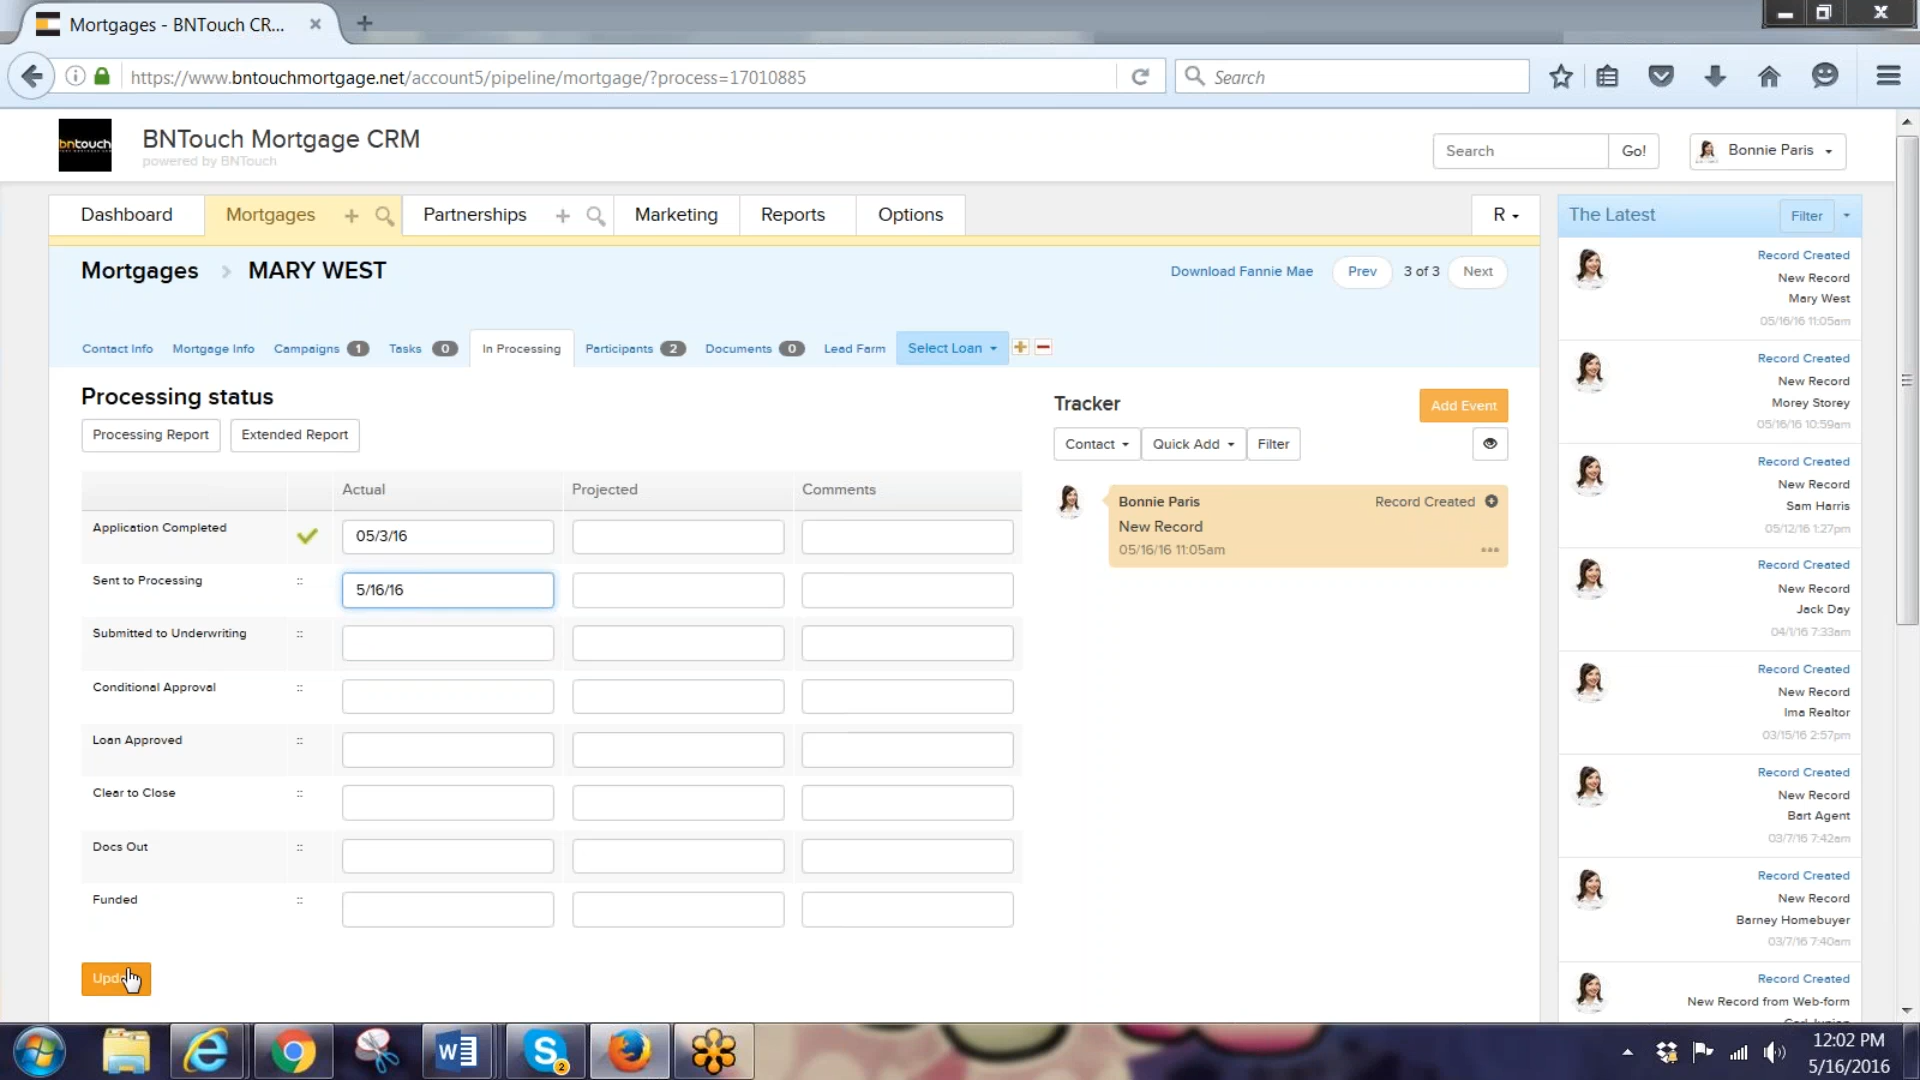 Mortgages - BNTouch CR...
https://www.bntouchmortgage.net/account5/pipeline/mortgage/?process=17010885
Search
bntouch
BNTouch Mortgage CRM
powered by BNTouch
Search
Go!
Bonnie Paris
Dashboard
Mortgages
Partnerships
Marketing
Reports
Options
R
The Latest
Filter
Mortgages
MARY WEST
Download Fannie Mae
Prev
3 of 3
Next
Contact Info
Mortgage Info
Campaigns 1
Tasks 0
In Processing
Participants 2
Documents 0
Lead Farm
Select Loan
Processing status
Processing Report
Extended Report
Actual
Projected
Comments
Application Completed
05/3/16
Sent to Processing
::
5/16/16
Submitted to Underwriting
::
Conditional Approval
::
Loan Approved
::
Clear to Close
::
Docs Out
::
Funded
::
Tracker
Add Event
Contact
Quick Add
Filter
Bonnie Paris
Record Created
New Record
05/16/16 11:05am
Record Created
New Record
Mary West
05/16/16 11:05am
Record Created
New Record
Morey Storey
05/16/16 10:59am
Record Created
New Record
Sam Harris
05/12/16 1:27pm
Record Created
New Record
Jack Day
04/1/16 7:33am
Record Created
New Record
Ima Realtor
03/15/16 2:57pm
Record Created
New Record
Bart Agent
03/7/16 7:42am
Record Created
New Record
Barney Homebuyer
03/7/16 7:40am
Record Created
New Record from Web-form
2
12:02 PM
5/16/2016